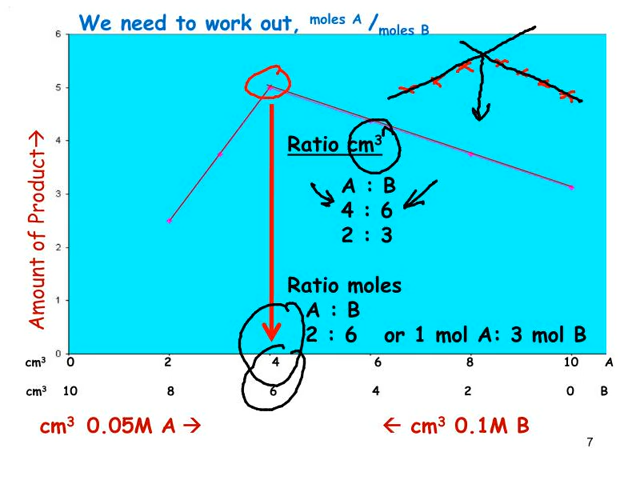 We need to work out, moles A / moles B
6
5
4
3
2
1
0
Amount of Product→
Ratio cm³
A : B
4 : 6
2 : 3
Ratio moles
A : B
2 : 6 or 1 mol A: 3 mol B
cm³ 0 2 4 6 8 10 A
cm³ 10 8 6 4 2 0 B
cm³ 0.05M A → ← cm³ 0.1M B
7